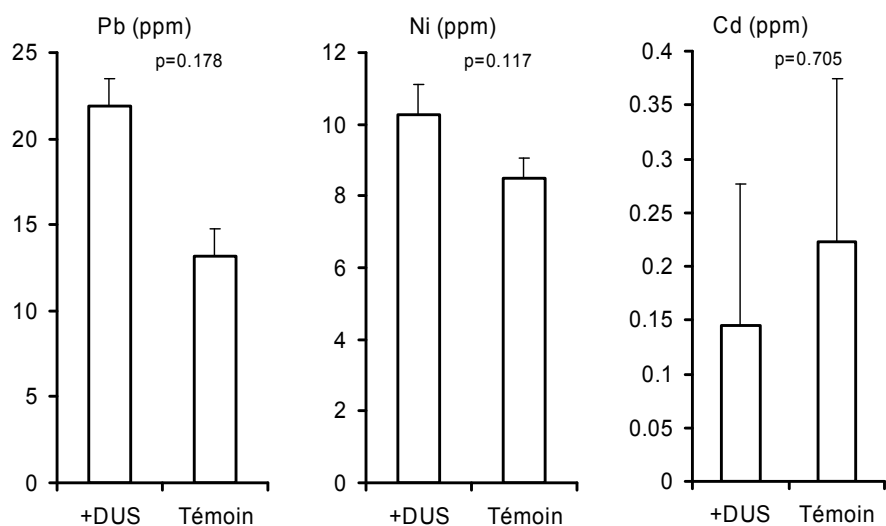 Pb (ppm)
p=0.178
25
20
15
10
5
0
+DUS Témoin
Ni (ppm)
p=0.117
12
10
8
6
4
2
0
+DUS Témoin
Cd (ppm)
p=0.705
0.4
0.35
0.3
0.25
0.2
0.15
0.1
0.05
0
+DUS Témoin